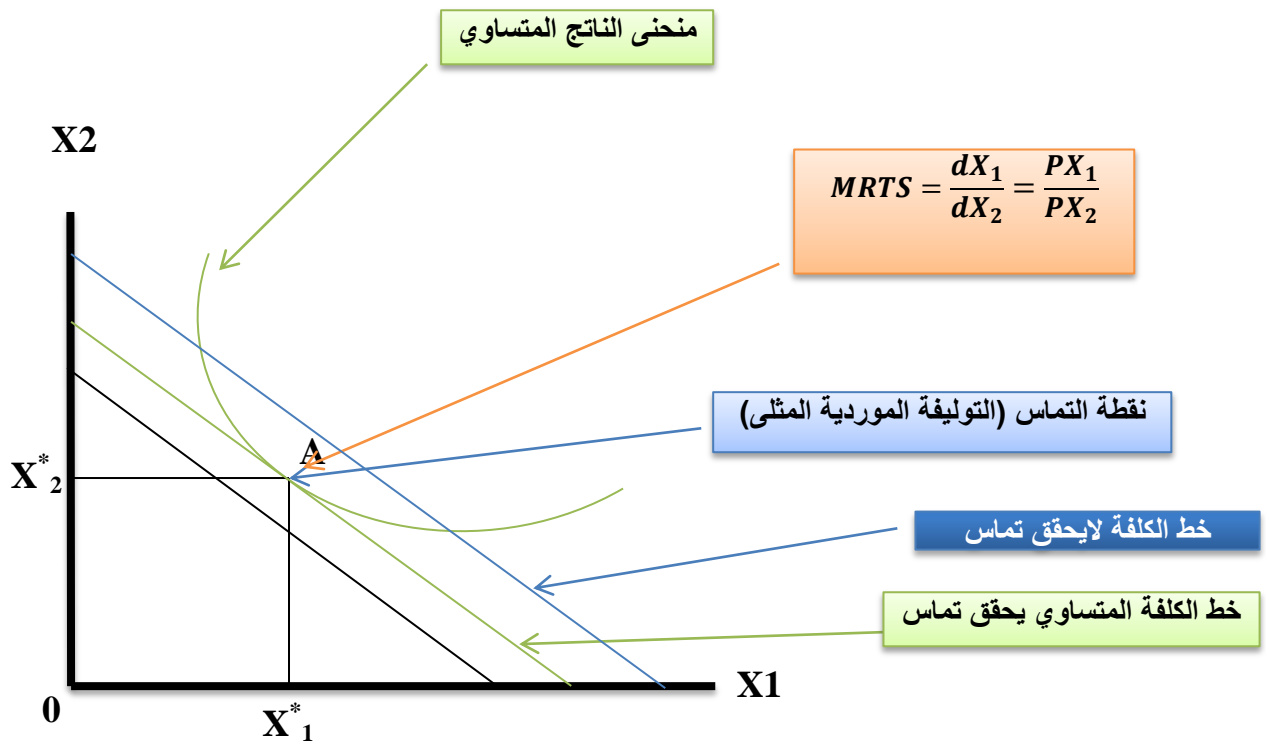 منحنى الناتج المتساوي
X2
MRTS = dX₁/dX₂ = PX₁/PX₂
نقطة التماس (التوليفة الموردية المثلى)
A
X*₂
خط الكلفة لايحقق تماس
خط الكلفة المتساوي يحقق تماس
X1
0
X*₁